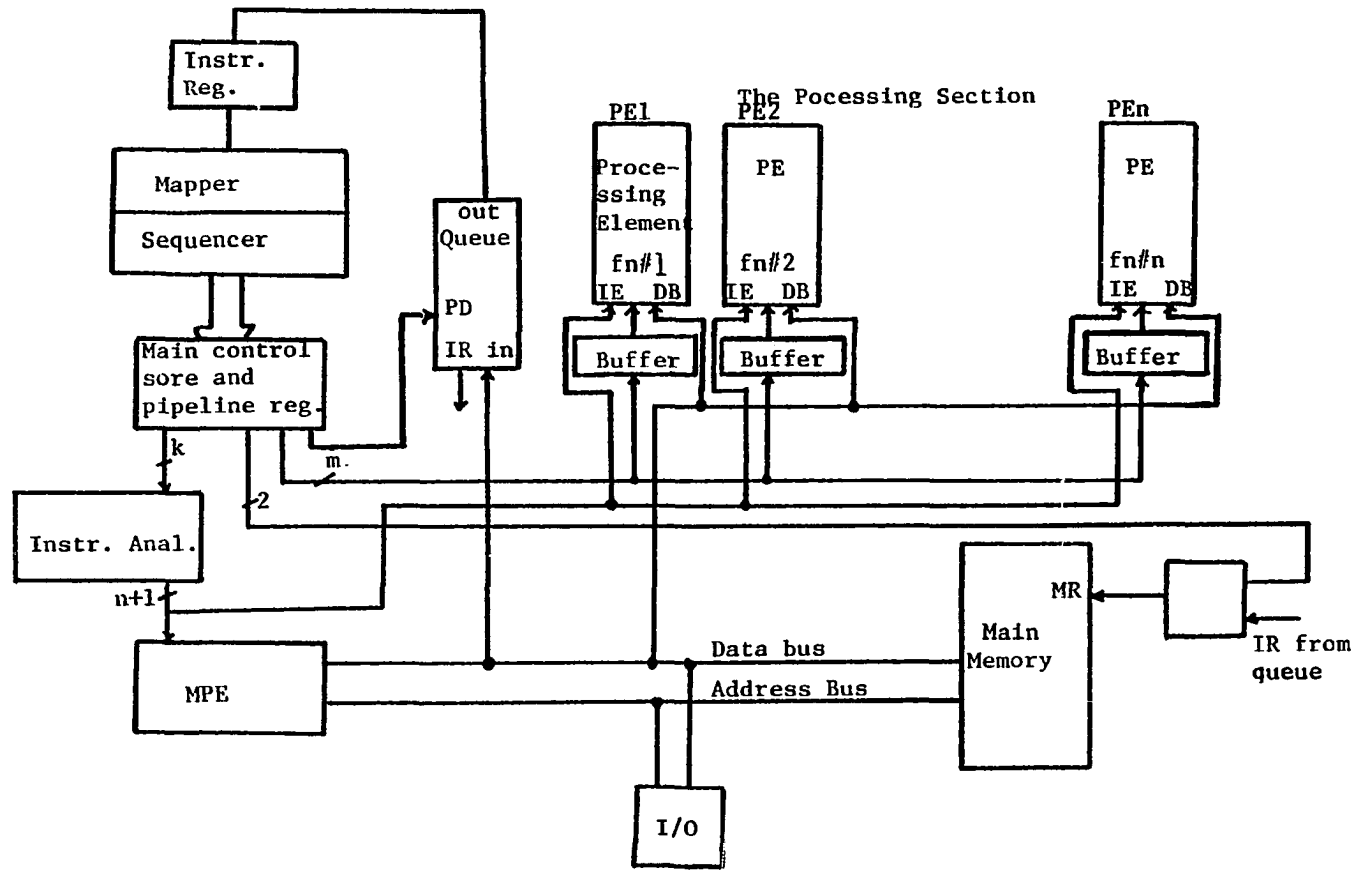 Instr.
Reg.
Mapper
Sequencer
Main control
sore and
pipeline reg.
k
2
m.
Instr. Anal.
n+1
MPE
out
Queue
PD
IR in
The Pocessing Section
PE1
Proce-
ssing
Element
fn#1
IE DB
Buffer
PE2
PE
fn#2
IE DB
Buffer
PEn
PE
fn#n
IE DB
Buffer
Data bus
Address Bus
I/O
Main
Memory
MR
IR from
queue